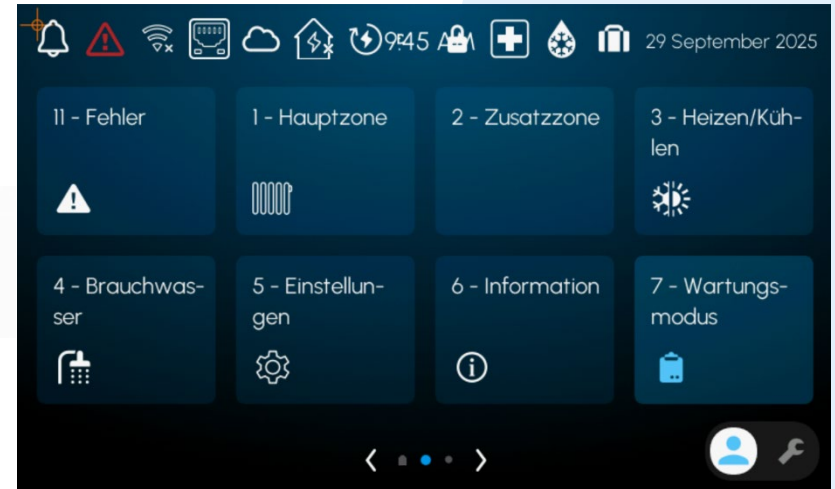 9:45 AM
29 September 2025
11 - Fehler
1 - Hauptzone
2 - Zusatzzone
3 - Heizen/Küh-
len
4 - Brauchwas-
ser
5 - Einstellun-
gen
6 - Information
7 - Wartungs-
modus